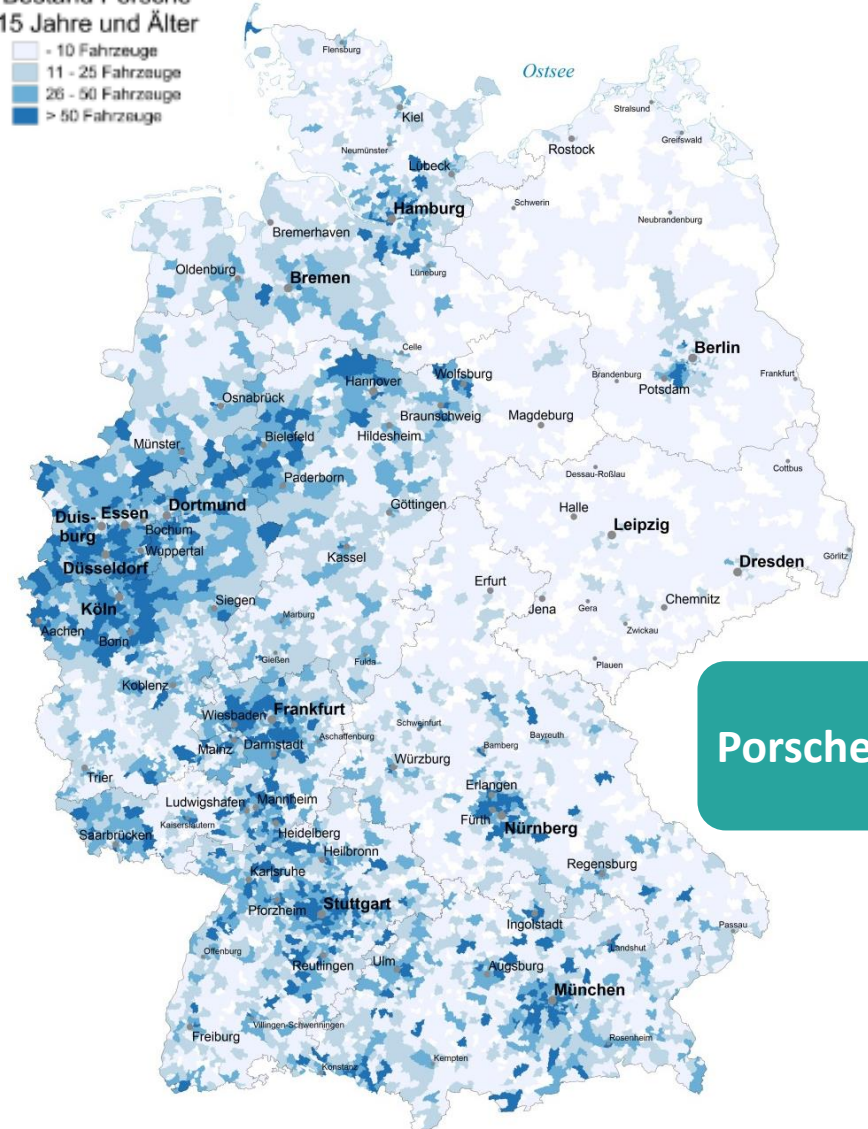 Bestand Porsche
15 Jahre und Älter
- 10 Fahrzeuge
11 - 25 Fahrzeuge
26 - 50 Fahrzeuge
> 50 Fahrzeuge
Flensburg
Ostsee
Kiel
Stralsund
Greifswald
Rostock
Neumünster
Lübeck
Schwerin
Hamburg
Neubrandenburg
Bremerhaven
Oldenburg
Bremen
Lüneburg
Celle
Berlin
Wolfsburg
Hannover
Brandenburg
Frankfurt
Potsdam
Osnabrück
Braunschweig
Magdeburg
Münster
Bielefeld
Hildesheim
Cottbus
Paderborn
Dessau-Roßlau
Göttingen
Halle
Duis-
burg
Essen
Dortmund
Bochum
Leipzig
Wuppertal
Kassel
Görlitz
Düsseldorf
Dresden
Erfurt
Köln
Siegen
Jena
Gera
Chemnitz
Marburg
Zwickau
Aachen
Bonn
Gießen
Fulda
Plauen
Koblenz
Wiesbaden
Frankfurt
Schweinfurt
Porsche
Mainz
Darmstadt
Aschaffenburg
Bayreuth
Bamberg
Würzburg
Trier
Erlangen
Ludwigshafen
Mannheim
Fürth
Kaiserslautern
Nürnberg
Saarbrücken
Heidelberg
Heilbronn
Regensburg
Karlsruhe
Pforzheim
Stuttgart
Ingolstadt
Passau
Offenburg
Landshut
Reutlingen
Ulm
Augsburg
München
Freiburg
Villingen-Schwenningen
Rosenheim
Konstanz
Kempten